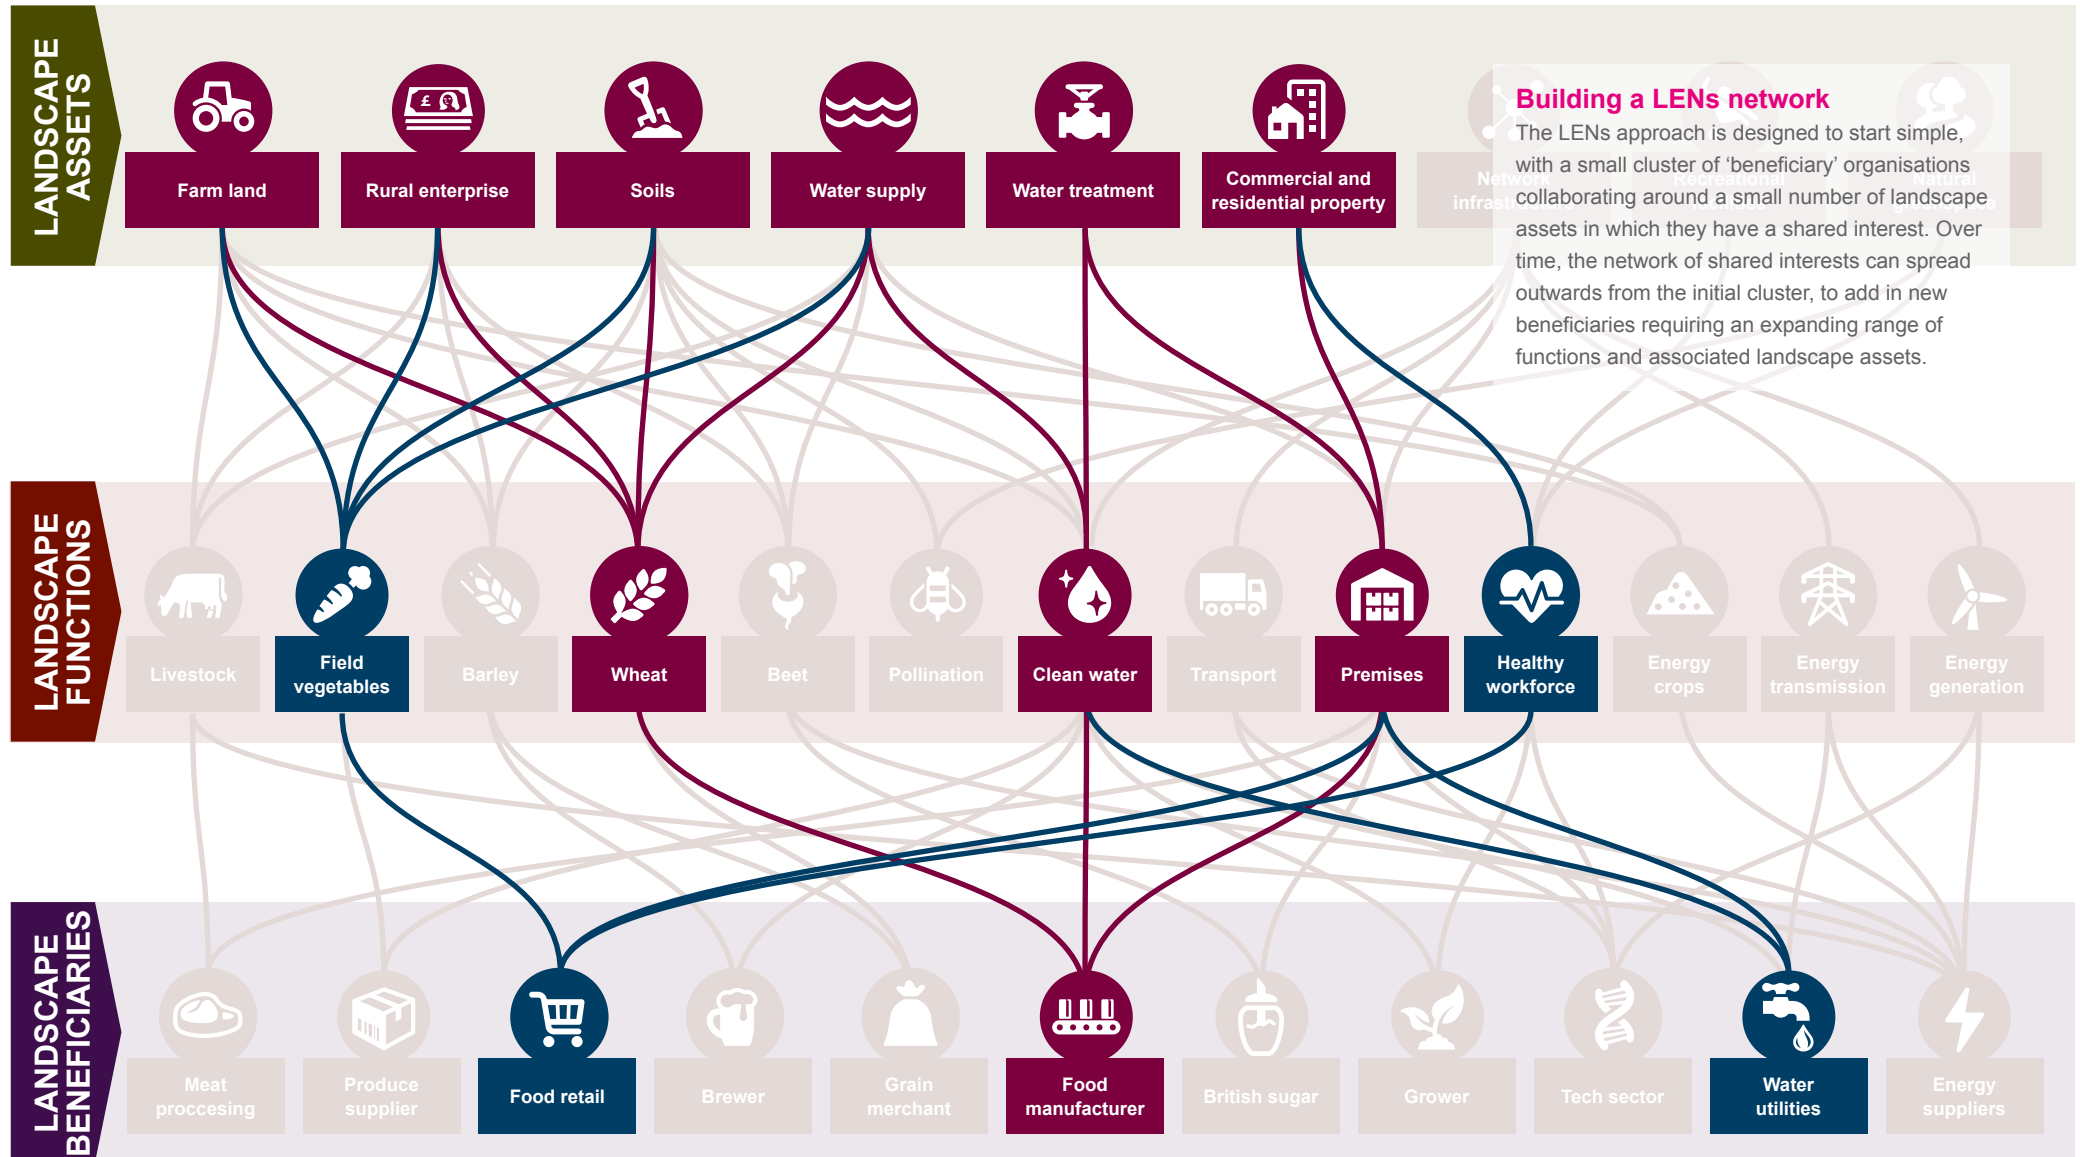 LANDSCAPE
ASSETS
Farm land
£
Rural enterprise
Soils
Water supply
Water treatment
Commercial and
residential property
Network
infrastructure
Recreational
Natural
Building a LENs network
The LENs approach is designed to start simple,
with a small cluster of ‘beneficiary’ organisations
collaborating around a small number of landscape
assets in which they have a shared interest. Over
time, the network of shared interests can spread
outwards from the initial cluster, to add in new
beneficiaries requiring an expanding range of
functions and associated landscape assets.
LANDSCAPE
FUNCTIONS
Livestock
Field
vegetables
Barley
Wheat
Beet
Pollination
Clean water
Transport
Premises
Healthy
workforce
Energy
crops
Energy
transmission
Energy
generation
LANDSCAPE
BENEFICIARIES
Meat
proccesing
Produce
supplier
Food retail
Brewer
Grain
merchant
Food
manufacturer
British sugar
Grower
Tech sector
Water
utilities
Energy
suppliers